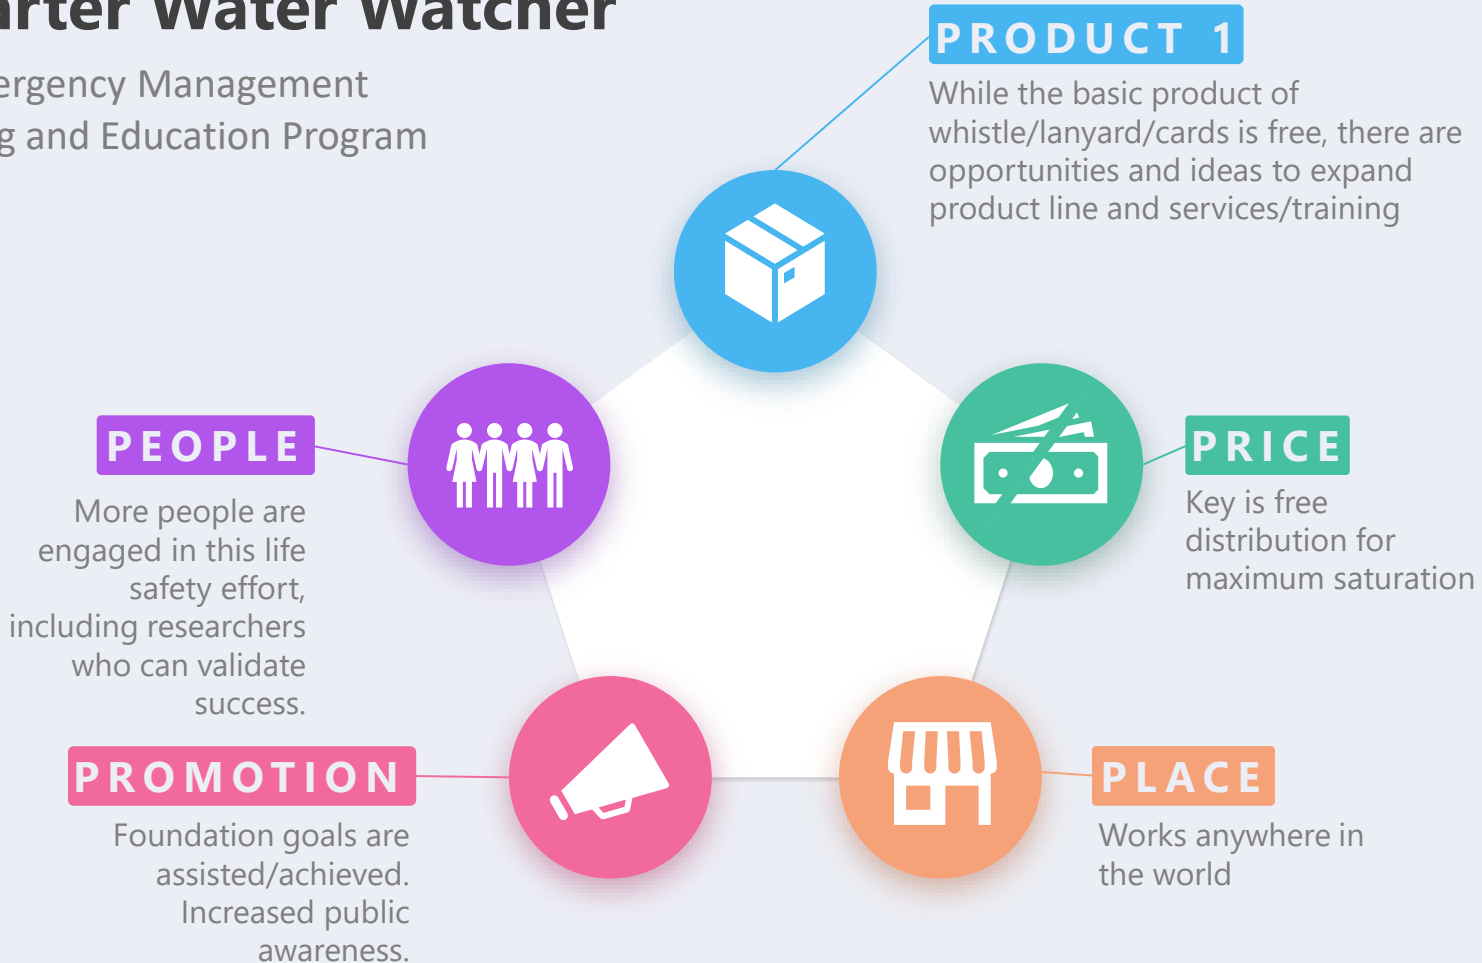 arter Water Watcher
ergency Management
g and Education Program
PRODUCT 1
While the basic product of
whistle/lanyard/cards is free, there are
opportunities and ideas to expand
product line and services/training
PEOPLE
More people are
engaged in this life
safety effort,
including researchers
who can validate
success.
PRICE
Key is free
distribution for
maximum saturation
PROMOTION
Foundation goals are
assisted/achieved.
Increased public
awareness.
PLACE
Works anywhere in
the world